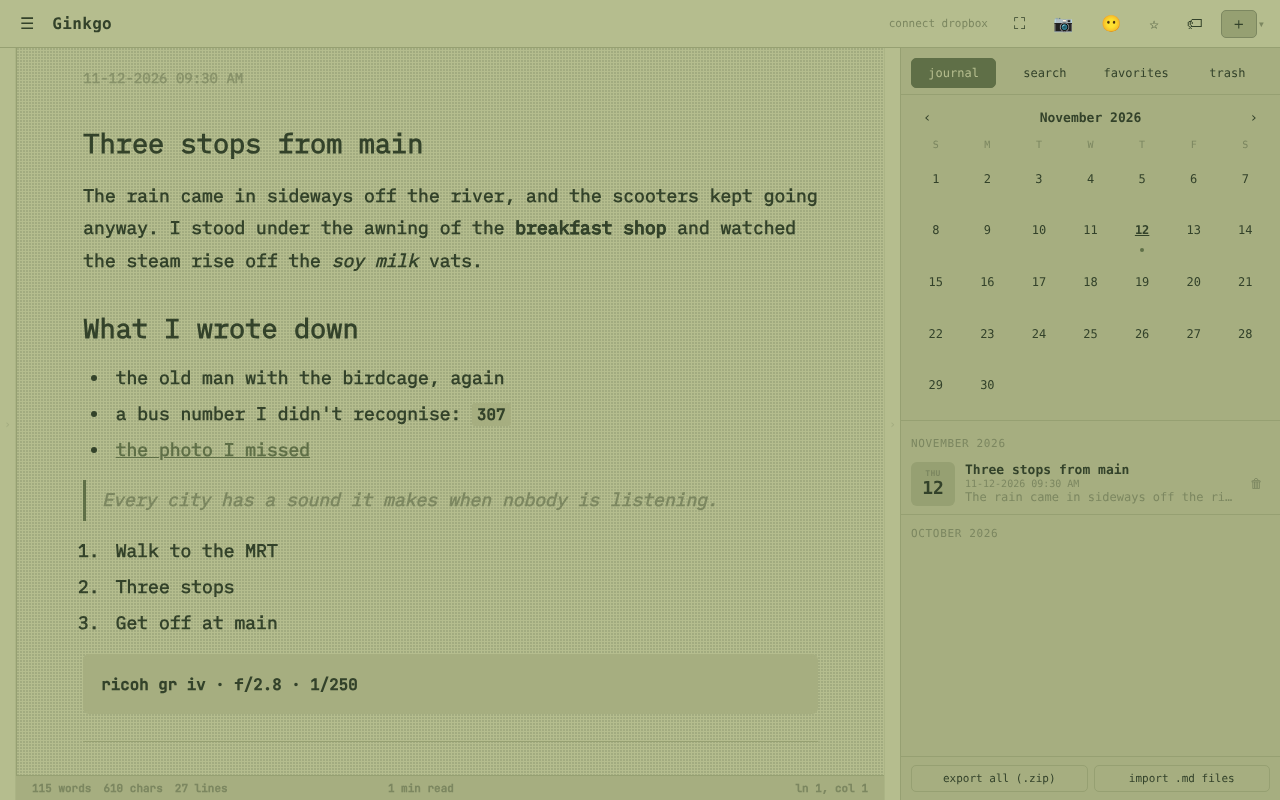 ☰ Ginkgo connect dropbox ⛶ 📷 😶 ☆ 🏷 + ▾
11-12-2026 09:30 AM
Three stops from main
The rain came in sideways off the river, and the scooters kept going
anyway. I stood under the awning of the breakfast shop and watched
the steam rise off the soy milk vats.
What I wrote down
• the old man with the birdcage, again
• a bus number I didn't recognise: 307
• the photo I missed
Every city has a sound it makes when nobody is listening.
1. Walk to the MRT
2. Three stops
3. Get off at main
ricoh gr iv · f/2.8 · 1/250
115 words 610 chars 27 lines 1 min read ln 1, col 1
journal search favorites trash
‹ November 2026 ›
S M T W T F S
1 2 3 4 5 6 7
8 9 10 11 12 13 14
15 16 17 18 19 20 21
22 23 24 25 26 27 28
29 30
NOVEMBER 2026
THU
12
Three stops from main
11-12-2026 09:30 AM
The rain came in sideways off the ri…
OCTOBER 2026
export all (.zip) import .md files